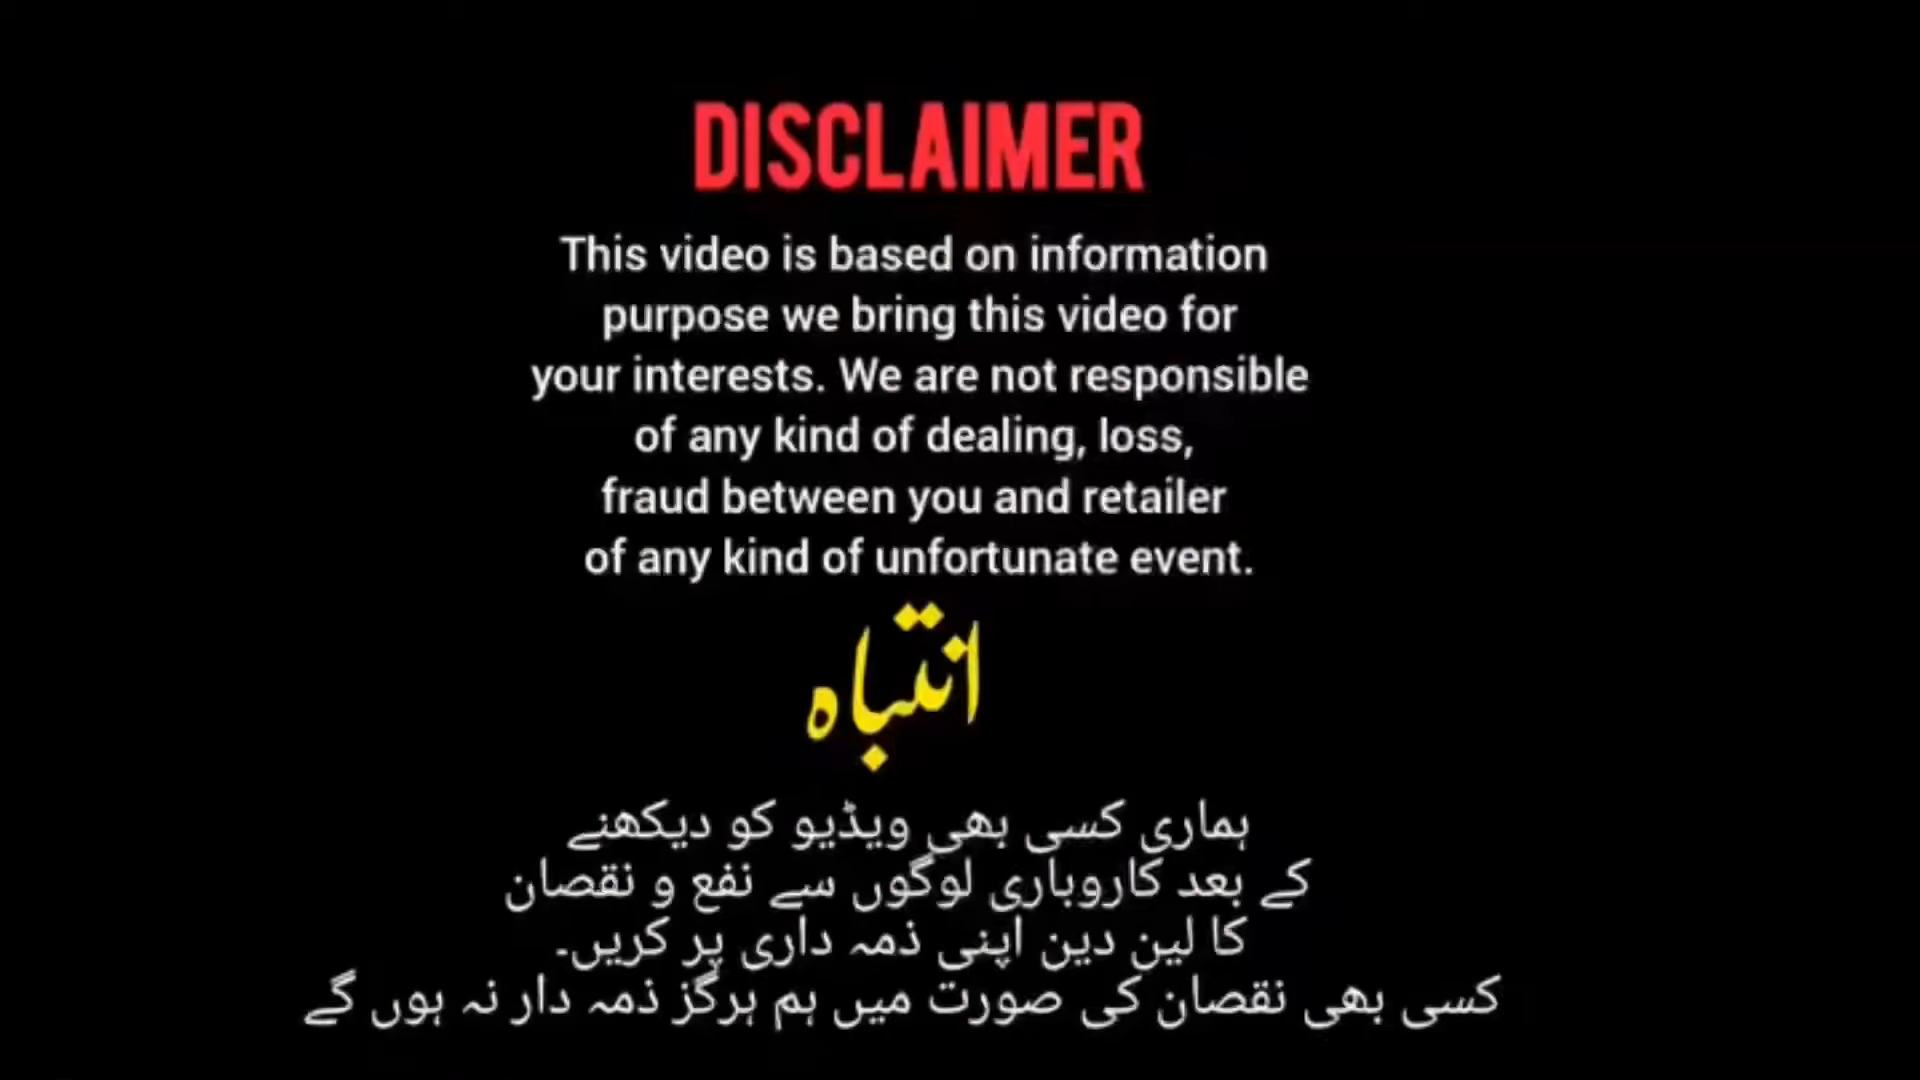 DISCLAIMER
This video is based on information
purpose we bring this video for
your interests. We are not responsible
of any kind of dealing, loss,
fraud between you and retailer
of any kind of unfortunate event.
انتباہ
ہماری کسی بھی ویڈیو کو دیکھنے
کے بعد کاروباری لوگوں سے نفع و نقصان
کا لین دین اپنی ذمہ داری پر کریں۔
کسی بھی نقصان کی صورت میں ہم ہرگز ذمہ دار نہ ہوں گے